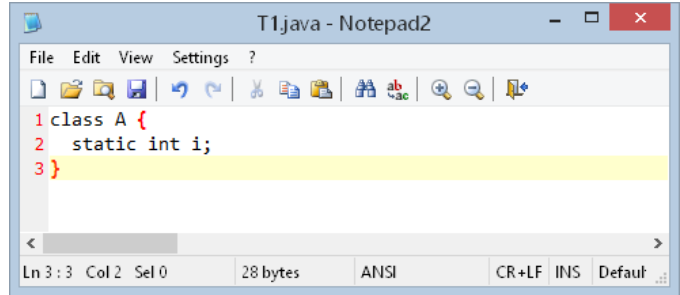 T1.java - Notepad2
File Edit View Settings ?
1 class A {
2 static int i;
3 }
Ln 3 : 3 Col 2 Sel 0 28 bytes ANSI CR+LF INS Default